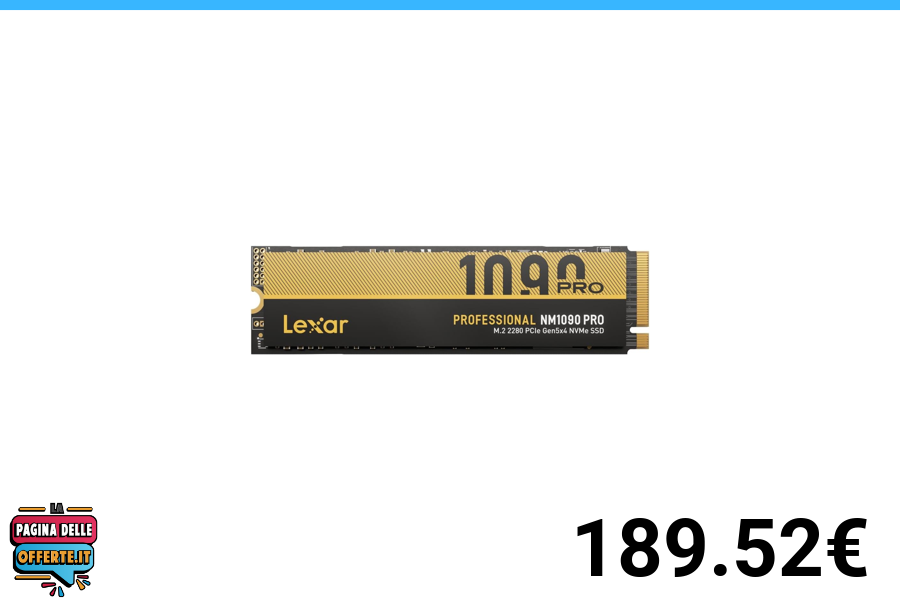 1090
PRO
Lexar
PROFESSIONAL NM1090 PRO
M.2 2280 PCIe Gen5x4 NVMe SSD
LA
PAGINA DELLE
OFFERTE.IT
189.52€